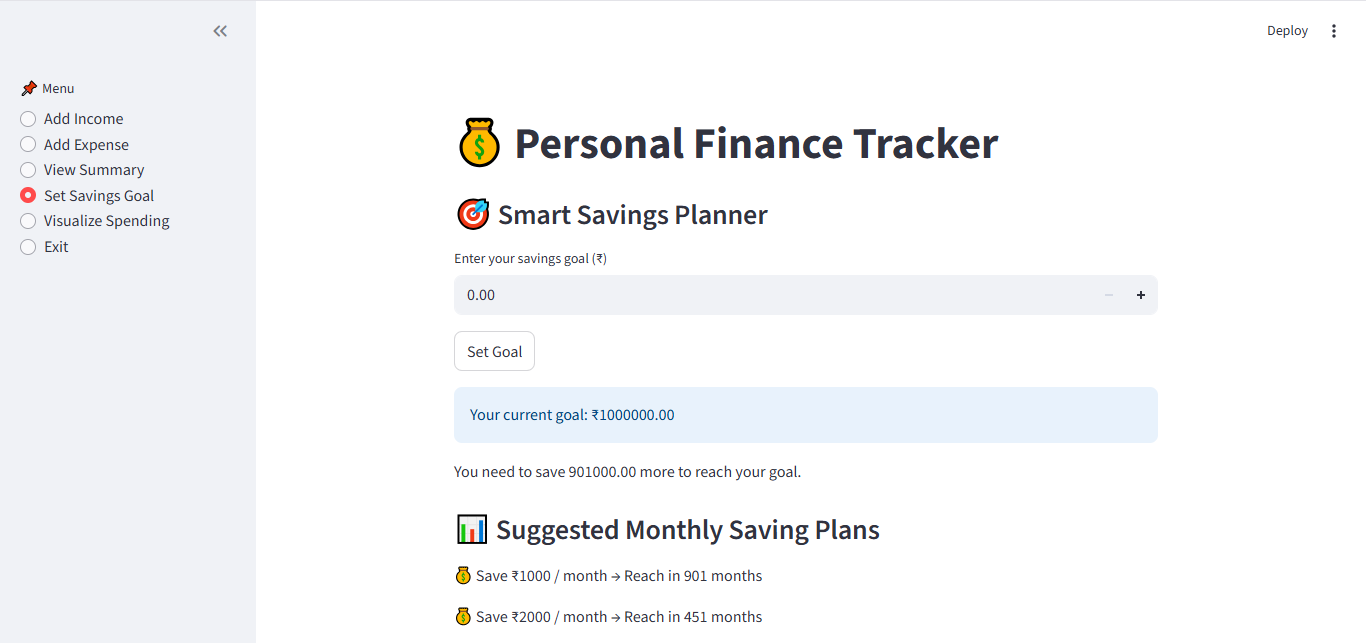 Deploy
📌 Menu
Add Income
Add Expense
View Summary
Set Savings Goal
Visualize Spending
Exit
💰 Personal Finance Tracker
🎯 Smart Savings Planner
Enter your savings goal (₹)
0.00
Set Goal
Your current goal: ₹1000000.00
You need to save 901000.00 more to reach your goal.
📊 Suggested Monthly Saving Plans
💰 Save ₹1000 / month → Reach in 901 months
💰 Save ₹2000 / month → Reach in 451 months